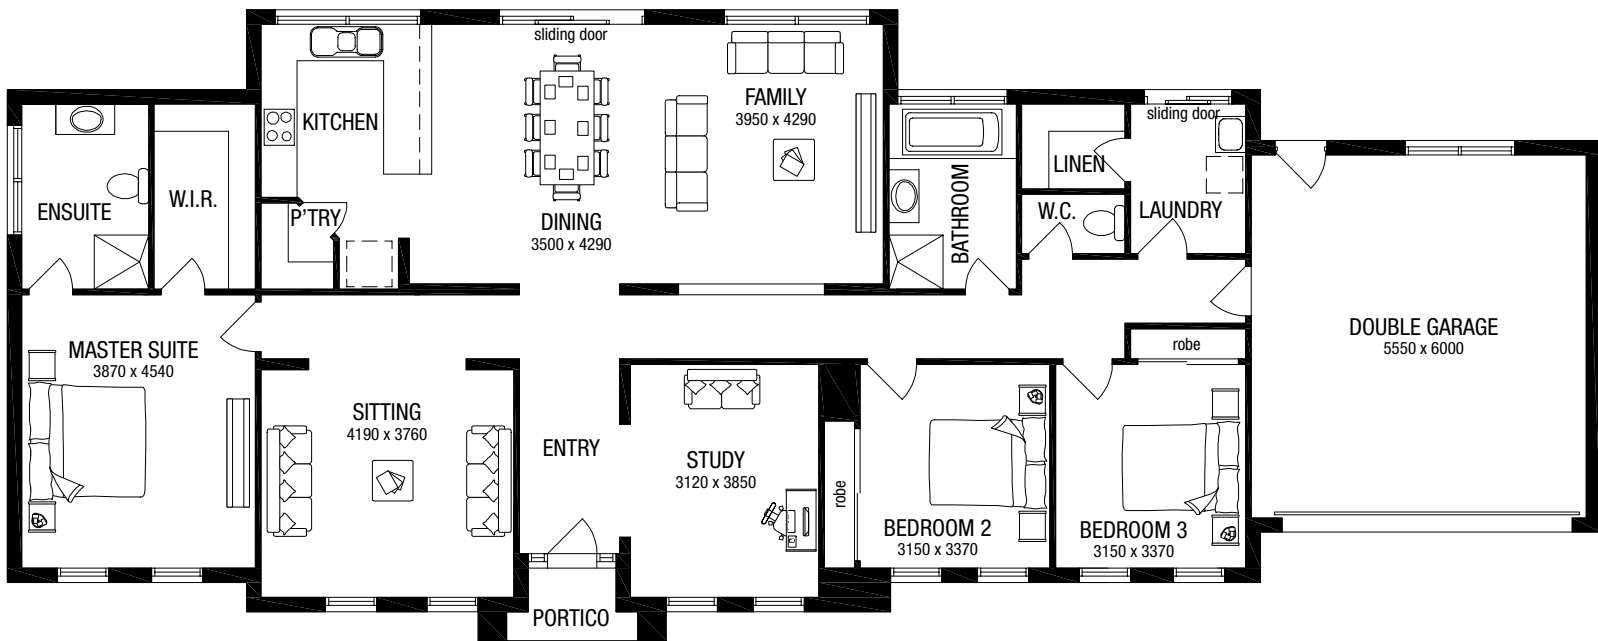 sliding door
KITCHEN
FAMILY
3950 x 4290
sliding door
LINEN
ENSUITE
W.I.R.
P'TRY
DINING
3500 x 4290
BATHROOM
W.C.
LAUNDRY
MASTER SUITE
3870 x 4540
robe
DOUBLE GARAGE
5550 x 6000
SITTING
4190 x 3760
ENTRY
STUDY
3120 x 3850
robe
BEDROOM 2
3150 x 3370
BEDROOM 3
3150 x 3370
PORTICO